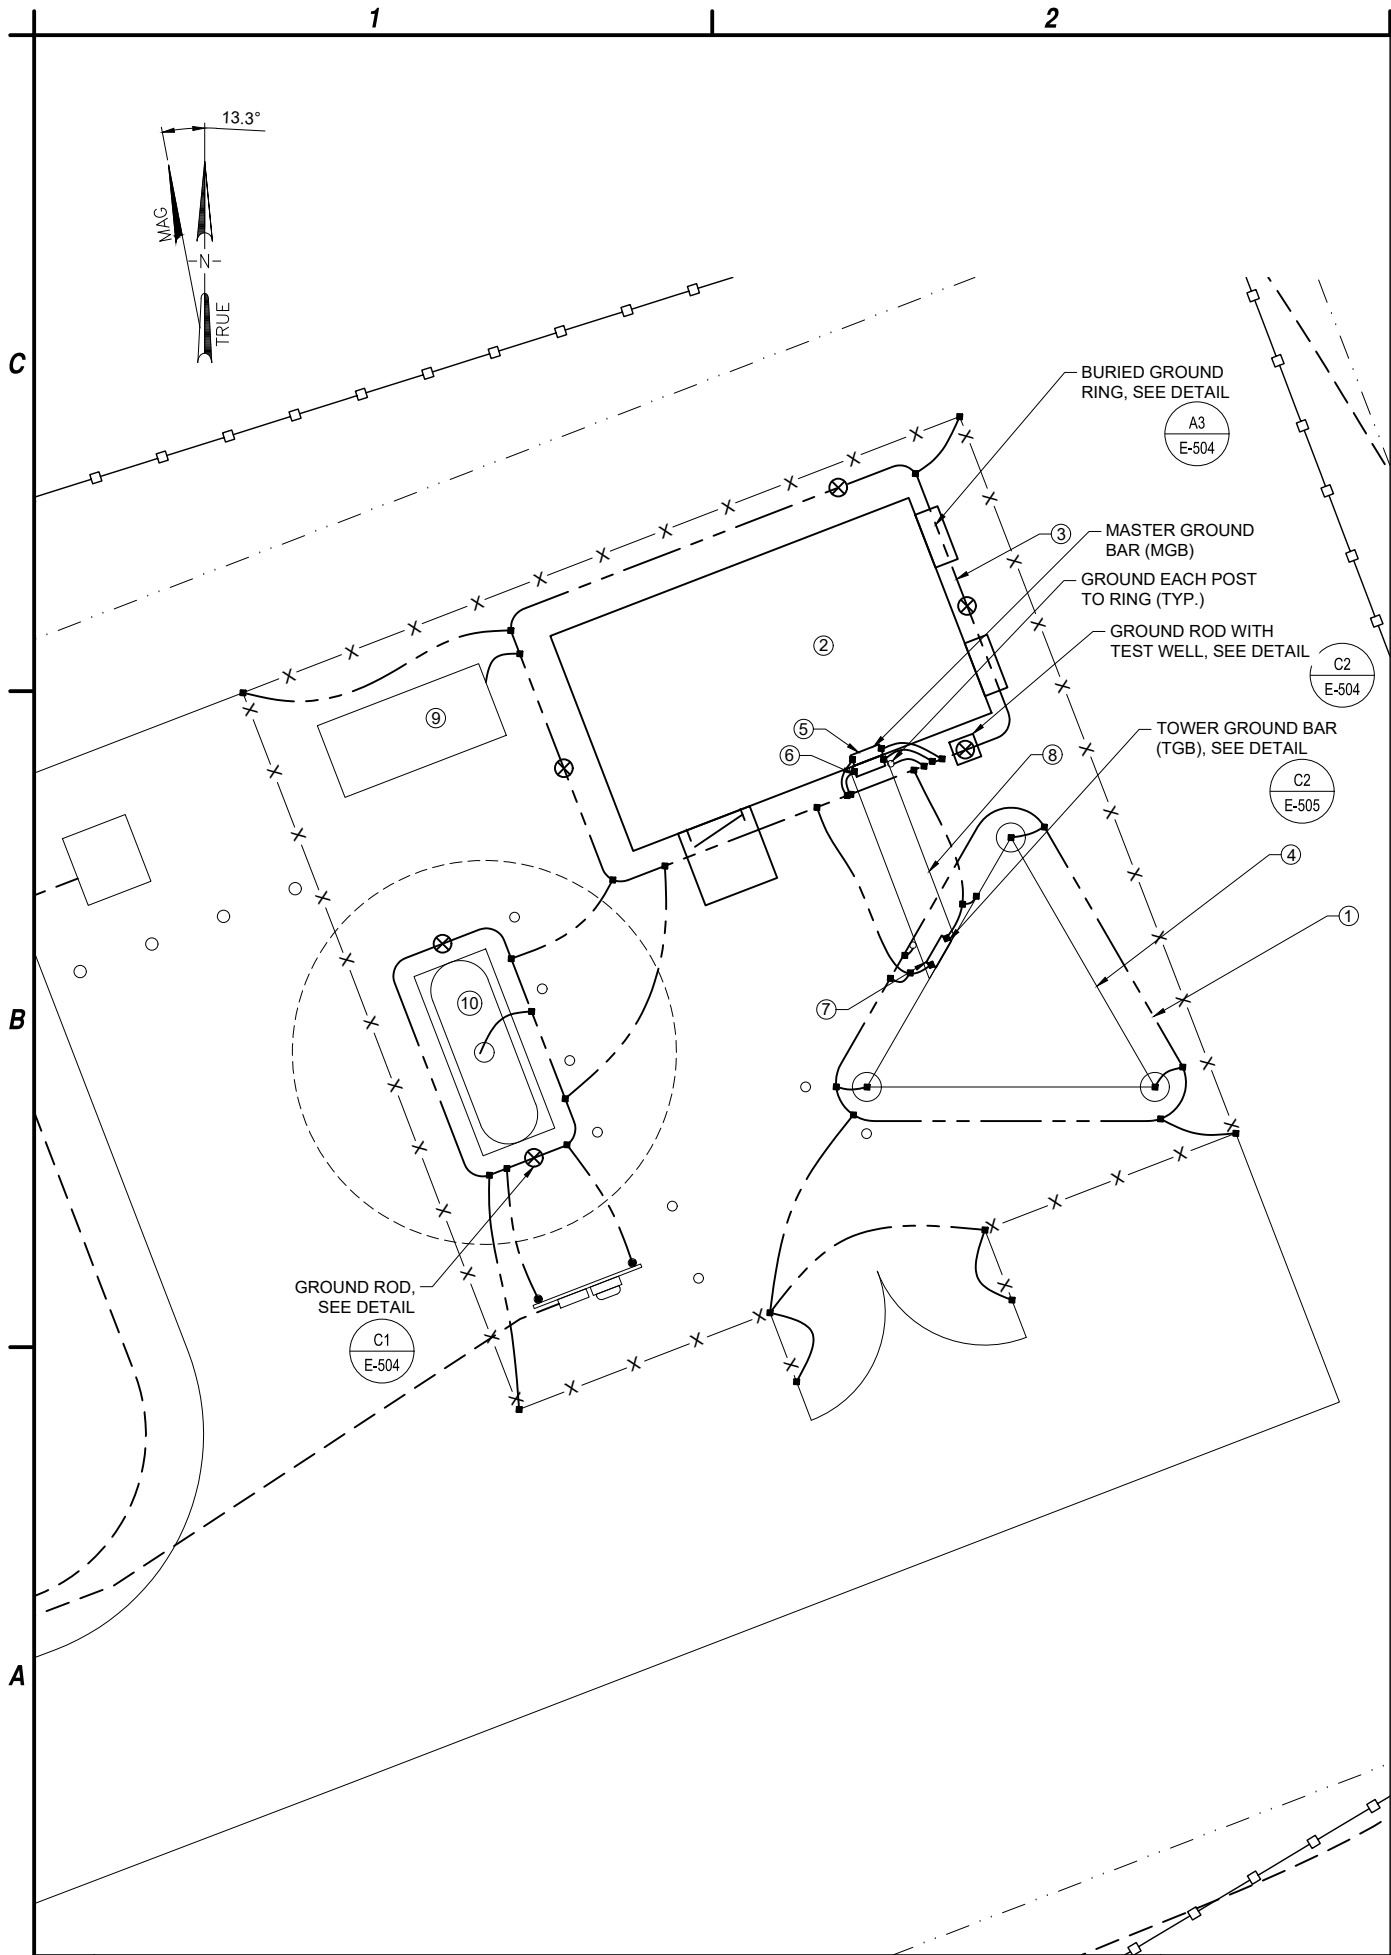 1
2
13.3°
MAG
-N-
TRUE
C
BURIED GROUND
RING, SEE DETAIL
A3
E-504
3
MASTER GROUND
BAR (MGB)
GROUND EACH POST
TO RING (TYP.)
GROUND ROD WITH
TEST WELL, SEE DETAIL
C2
E-504
2
9
5
6
TOWER GROUND BAR
(TGB), SEE DETAIL
C2
E-505
8
4
1
B
10
7
GROUND ROD,
SEE DETAIL
C1
E-504
A